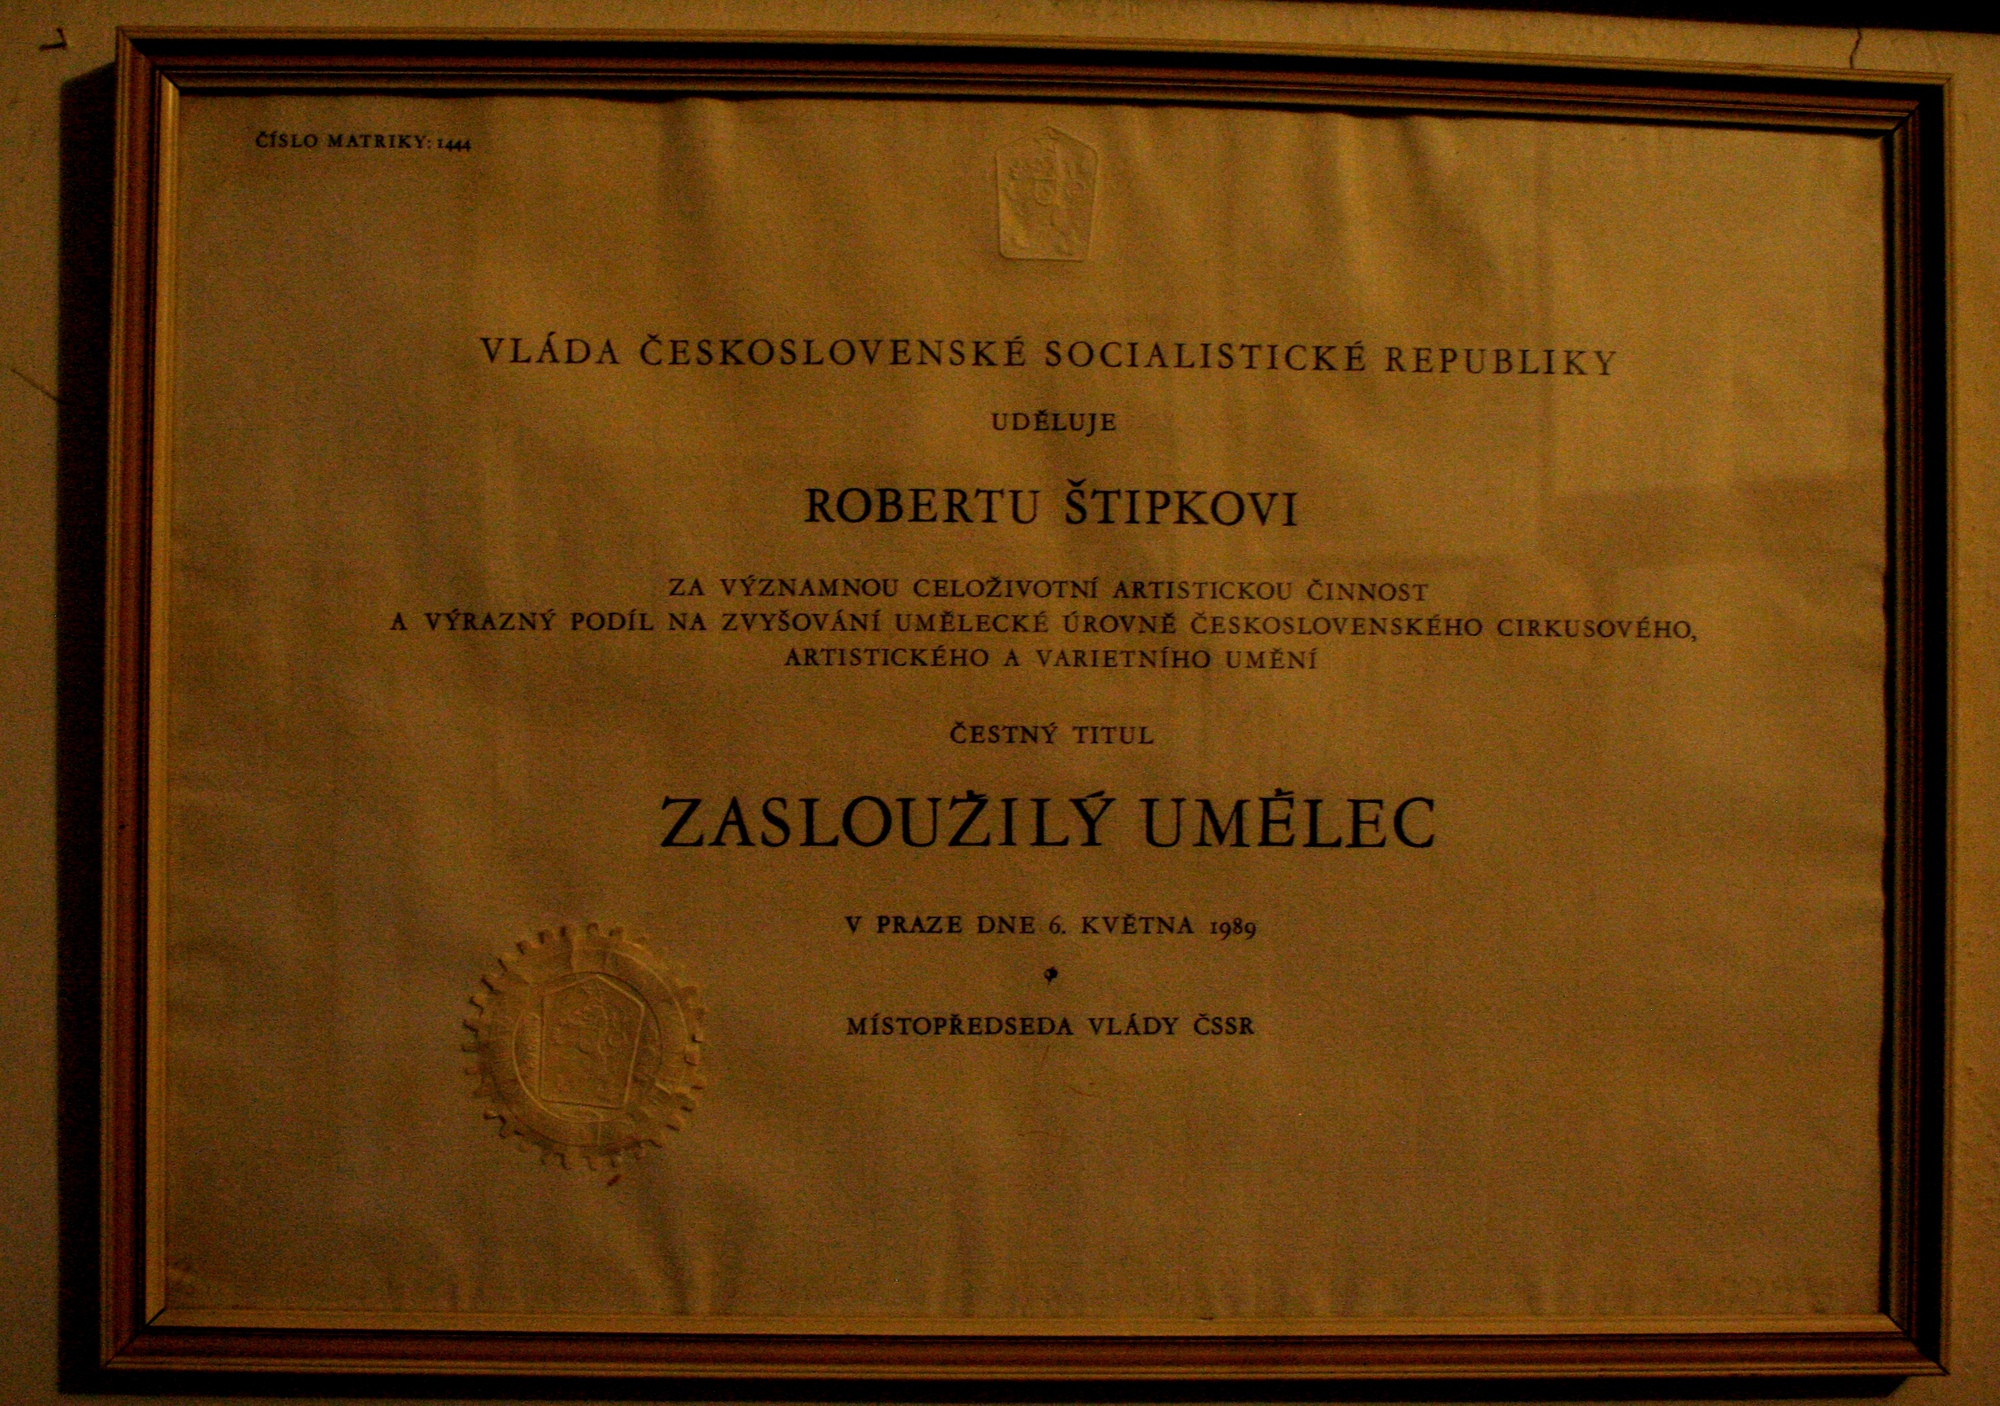 ČÍSLO MATRIKY: 1444
VLÁDA ČESKOSLOVENSKÉ SOCIALISTICKÉ REPUBLIKY
UDĚLUJE
ROBERTU ŠTIPKOVI
ZA VÝZNAMNOU CELOŽIVOTNÍ ARTISTICKOU ČINNOST
A VÝRAZNÝ PODÍL NA ZVYŠOVÁNÍ UMĚLECKÉ ÚROVNĚ ČESKOSLOVENSKÉHO CIRKUSOVÉHO,
ARTISTICKÉHO A VARIETNÍHO UMĚNÍ
ČESTNÝ TITUL
ZASLOUŽILÝ UMĚLEC
V PRAZE DNE 6. KVĚTNA 1989
MÍSTOPŘEDSEDA VLÁDY ČSSR